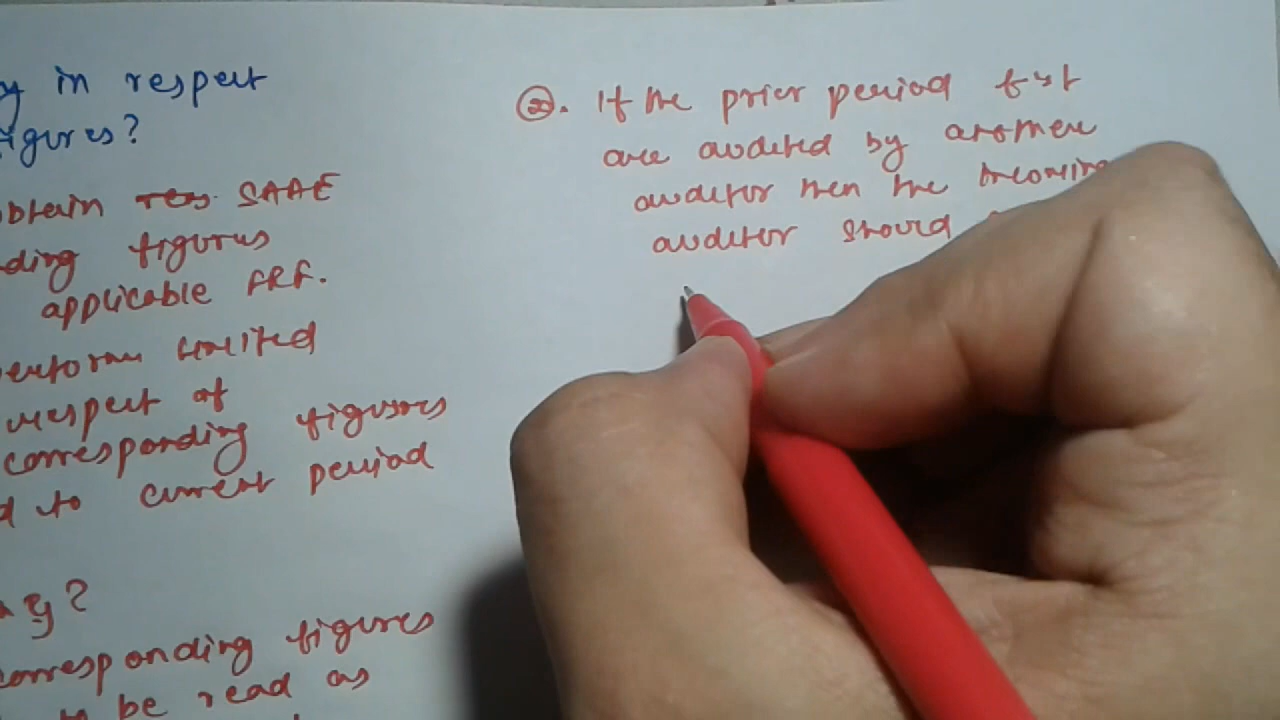 y in respect
figures?
obtain SAAE
ding figures
applicable FRF.
perform limited
respect of
corresponding figures
d to current period
y?
corresponding figures
be read as
②. If the prior period
are audited by another
auditor then the incoming
auditor should